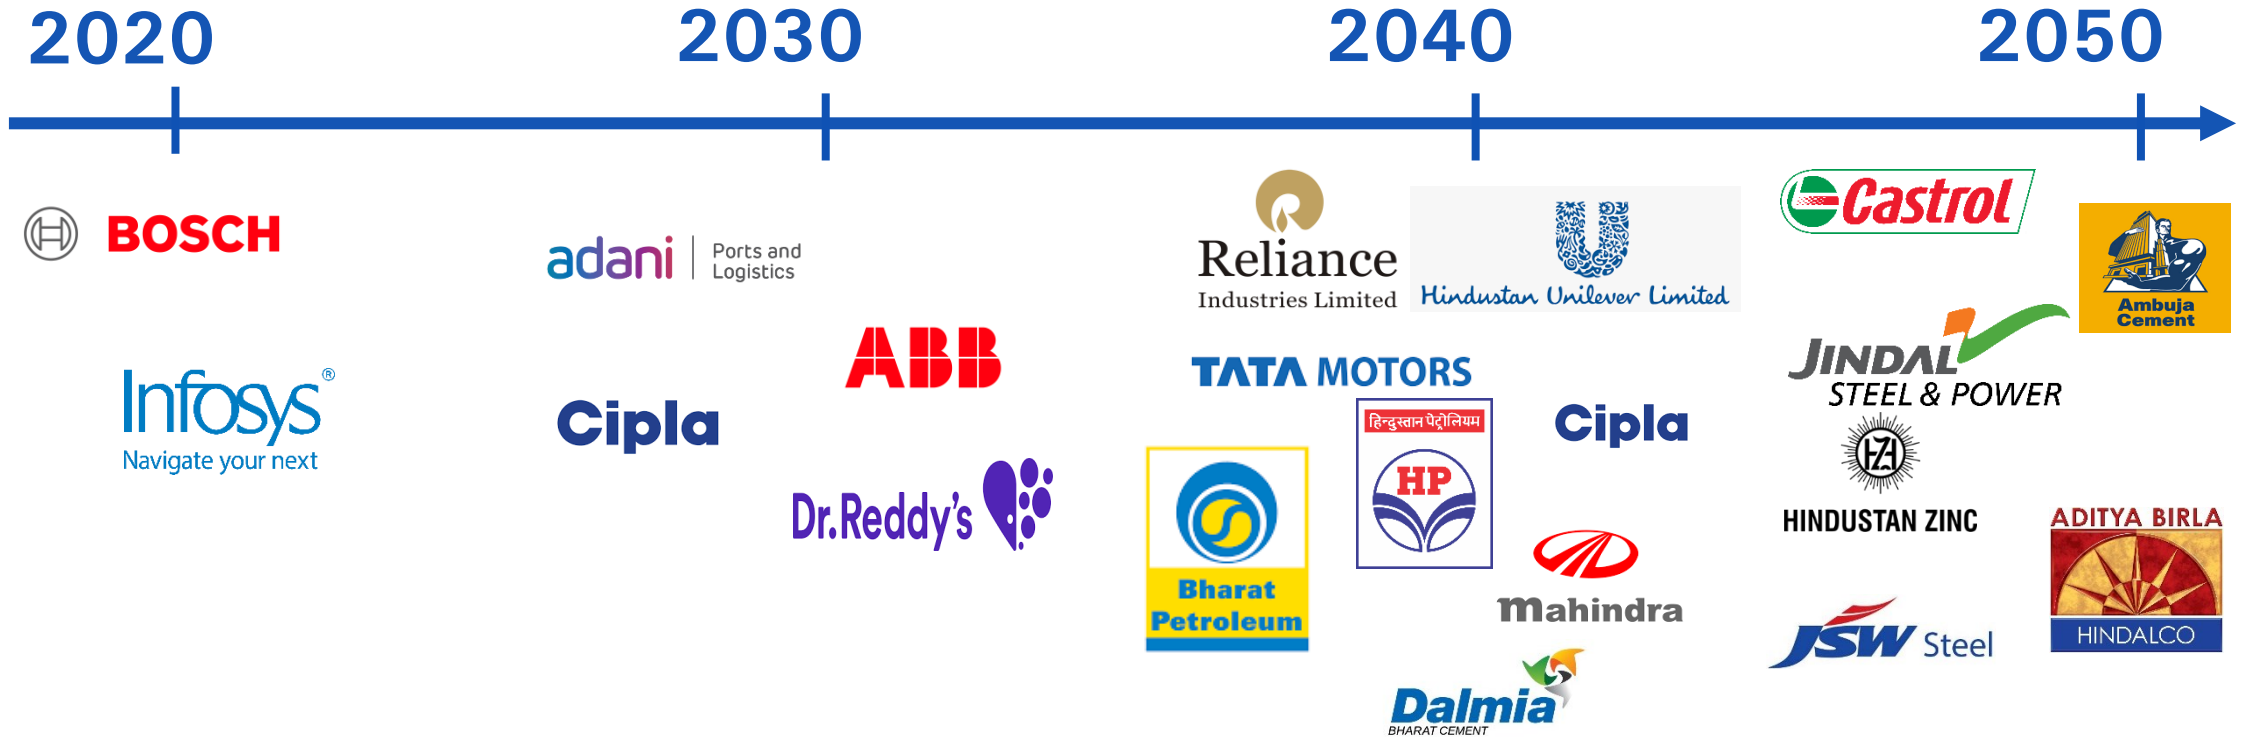 2020
2030
2040
2050
BOSCH
Infosys®
Navigate your next
adani
Ports and
Logistics
Cipla
ABB
Dr.Reddy's
Reliance
Industries Limited
Hindustan Unilever Limited
TATA MOTORS
हिन्दुस्तान पेट्रोलियम
HP
Bharat
Petroleum
Cipla
mahindra
Dalmia
BHARAT CEMENT
Castrol
Ambuja
Cement
JINDAL
STEEL & POWER
HZ
HINDUSTAN ZINC
JSW Steel
ADITYA BIRLA
HINDALCO